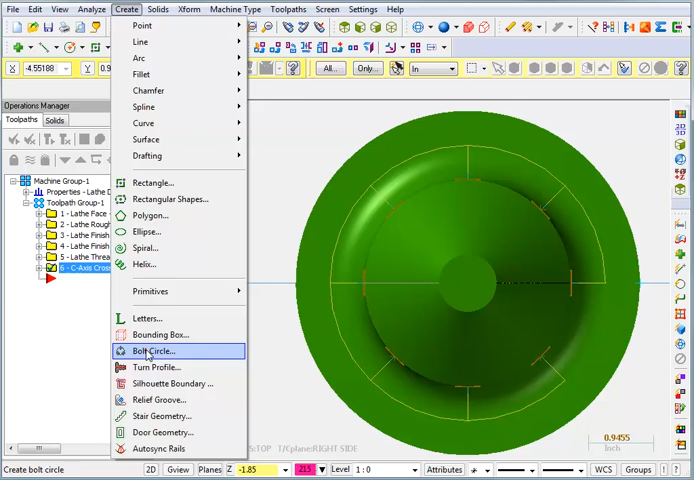 File Edit View Analyze Create Solids Xform Machine Type Toolpaths Screen Settings Help
X -4.55188 Y 0.9 All... Only... In
Operations Manager
Toolpaths Solids
Machine Group-1
Properties - Lathe D
Toolpath Group-1
1 - Lathe Face -
2 - Lathe Roug
3 - Lathe Finish
4 - Lathe Finish
5 - Lathe Threa
6 - C-Axis Cross
Point
Line
Arc
Fillet
Chamfer
Spline
Curve
Surface
Drafting
Rectangle...
Rectangular Shapes...
Polygon...
Ellipse...
Spiral...
Helix...
Primitives
Letters...
Bounding Box...
Bolt Circle...
Turn Profile...
Silhouette Boundary ...
Relief Groove...
Stair Geometry...
Door Geometry...
Autosync Rails
0.9455
Inch
S:TOP T/Cplane:RIGHT SIDE
Create bolt circle 2D Gview Planes Z -1.85 215 Level 1 : 0 Attributes WCS Groups